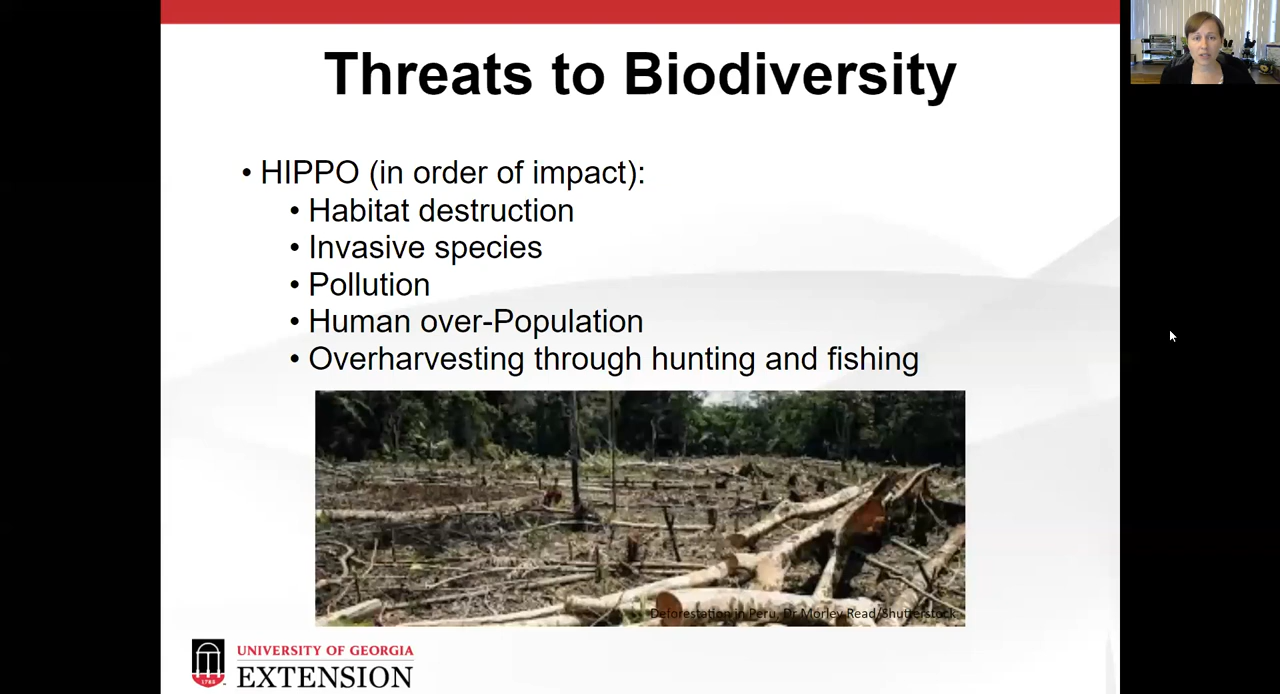 Threats to Biodiversity
• HIPPO (in order of impact):
• Habitat destruction
• Invasive species
• Pollution
• Human over-Population
• Overharvesting through hunting and fishing
Deforestation in Peru, Dr Morley Read/Shutterstock
1785
UNIVERSITY OF GEORGIA
EXTENSION